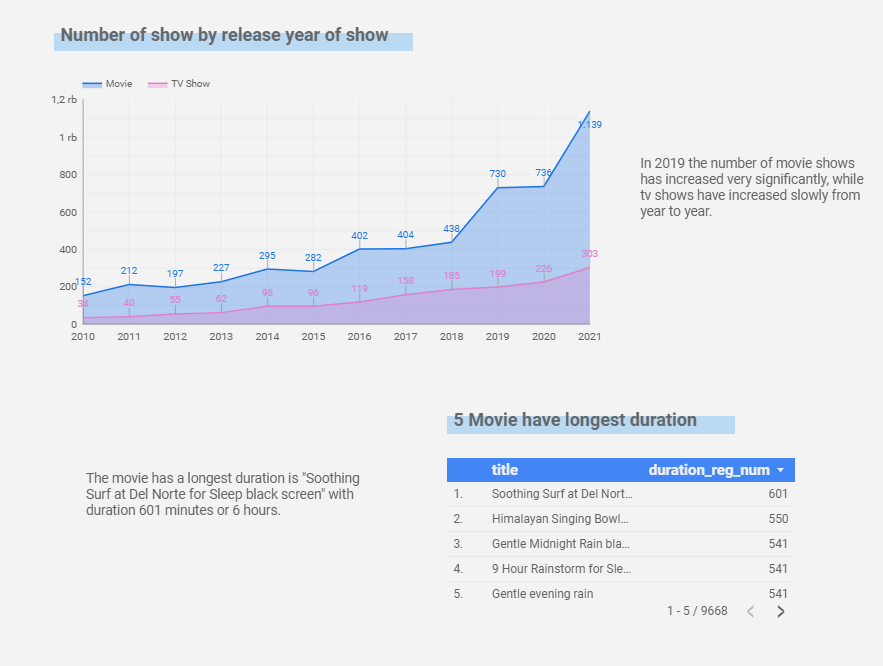 Number of show by release year of show
Movie TV Show
1,2 rb
1 rb
800
600
400
200
0
152 212 197 227 295 282 402 404 438 730 736 1.139
34 40 55 62 96 96 119 158 185 199 226 303
2010 2011 2012 2013 2014 2015 2016 2017 2018 2019 2020 2021
In 2019 the number of movie shows
has increased very significantly, while
tv shows have increased slowly from
year to year.
The movie has a longest duration is "Soothing
Surf at Del Norte for Sleep black screen" with
duration 601 minutes or 6 hours.
5 Movie have longest duration
title duration_reg_num
1. Soothing Surf at Del Nort... 601
2. Himalayan Singing Bowl... 550
3. Gentle Midnight Rain bla... 541
4. 9 Hour Rainstorm for Sle... 541
5. Gentle evening rain 541
1 - 5 / 9668